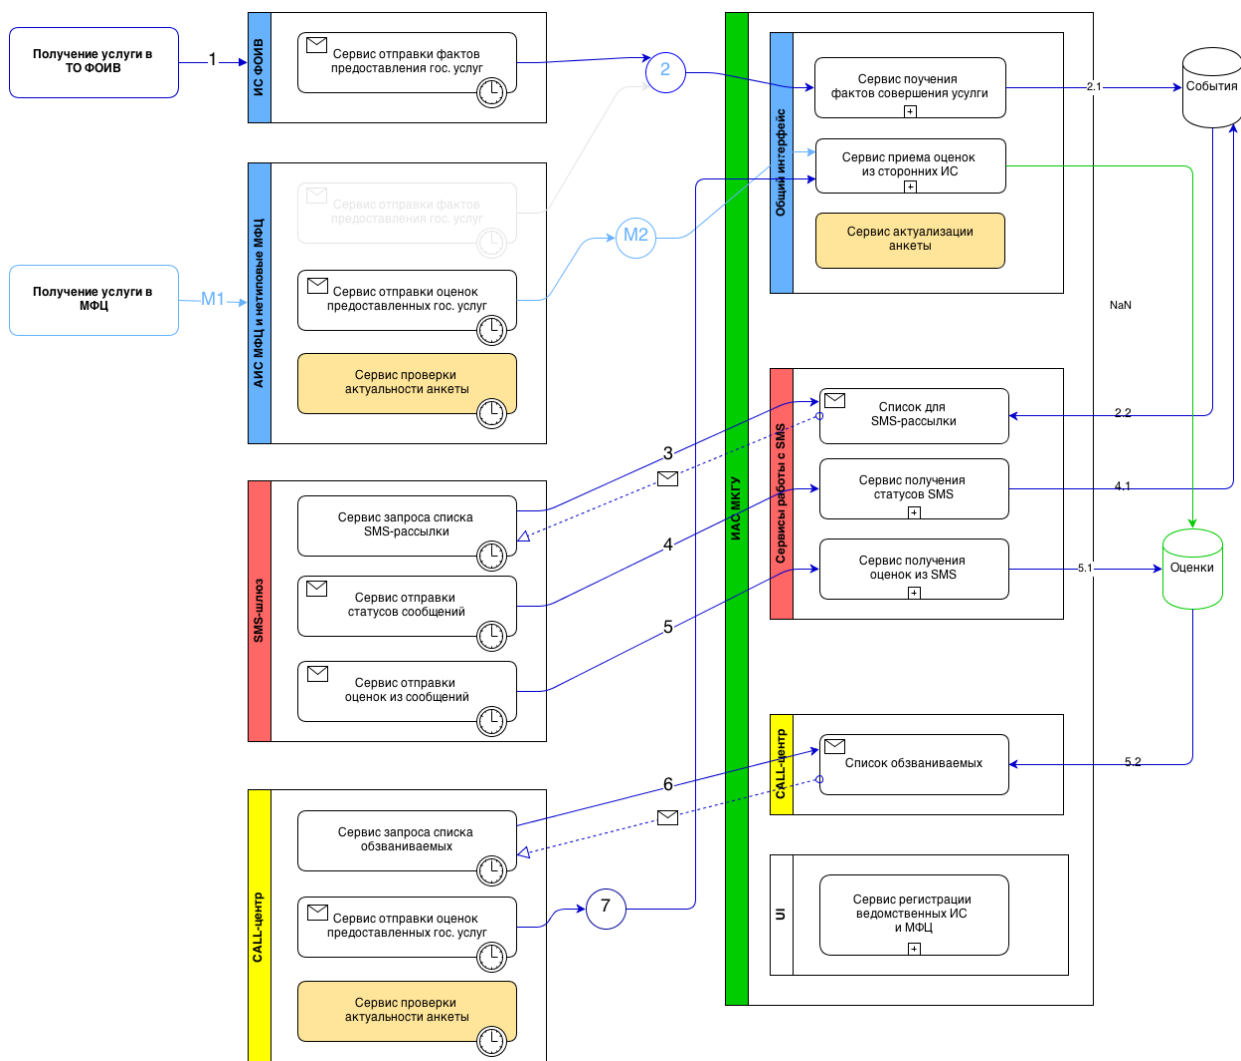 Получение услуги в
ТО ФОИВ
1
ИС ФОИВ
Сервис отправки фактов
предоставления гос. услуг
2
Получение услуги в
МФЦ
M1
АИС МФЦ и нетиповые МФЦ
Сервис отправки фактов
предоставления гос. услуг
Сервис отправки оценок
предоставленных гос. услуг
M2
Сервис проверки
актуальности анкеты
SMS-шлюз
Сервис запроса списка
SMS-рассылки
Сервис отправки
статусов сообщений
Сервис отправки
оценок из сообщений
3
4
5
CALL-центр
Сервис запроса списка
обзваниваемых
Сервис отправки оценок
предоставленных гос. услуг
Сервис проверки
актуальности анкеты
6
7
ИАС МКГУ
Общий интерфейс
Сервис поучения
фактов совершения усулги
Сервис приема оценок
из сторонних ИС
Сервис актуализации
анкеты
2.1
События
NaN
Сервисы работы с SMS
Список для
SMS-рассылки
2.2
Сервис получения
статусов SMS
4.1
Сервис получения
оценок из SMS
5.1
Оценки
CALL-центр
Список обзваниваемых
5.2
UI
Сервис регистрации
ведомственных ИС
и МФЦ